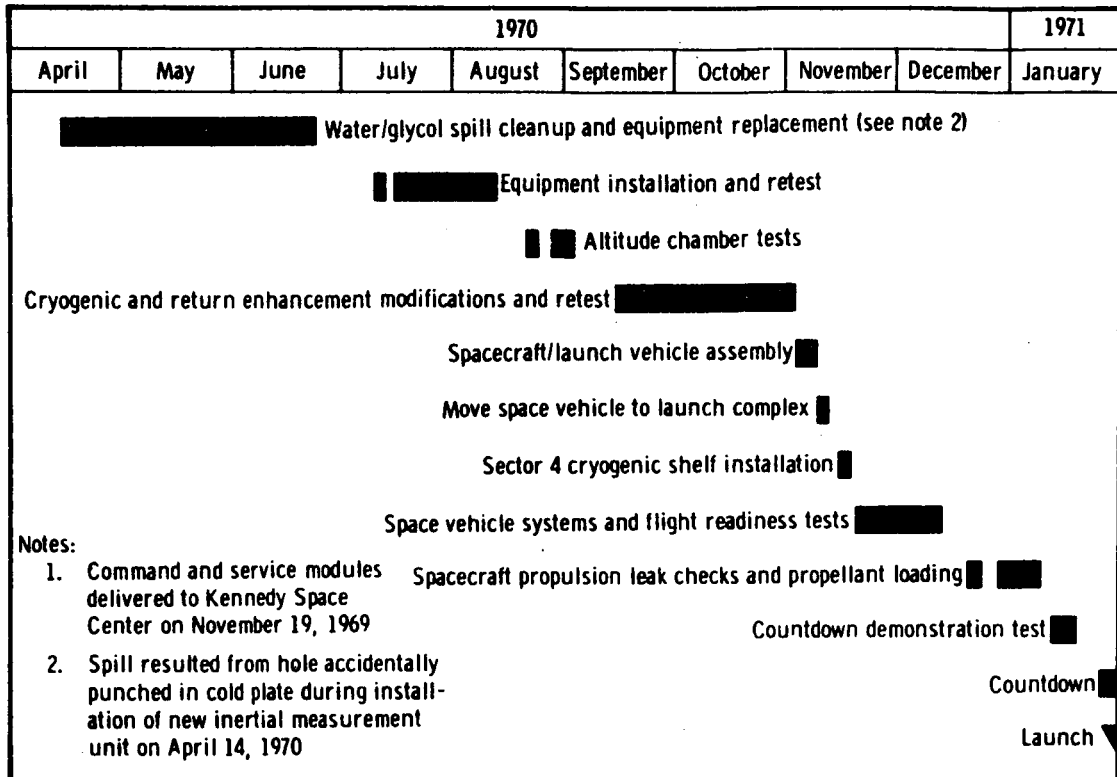 1970 1971
April May June July August September October November December January
Water/glycol spill cleanup and equipment replacement (see note 2)
Equipment installation and retest
Altitude chamber tests
Cryogenic and return enhancement modifications and retest
Spacecraft/launch vehicle assembly
Move space vehicle to launch complex
Sector 4 cryogenic shelf installation
Space vehicle systems and flight readiness tests
Notes:
1. Command and service modules
delivered to Kennedy Space
Center on November 19, 1969
2. Spill resulted from hole accidentally
punched in cold plate during install-
ation of new inertial measurement
unit on April 14, 1970
Spacecraft propulsion leak checks and propellant loading
Countdown demonstration test
Countdown
Launch